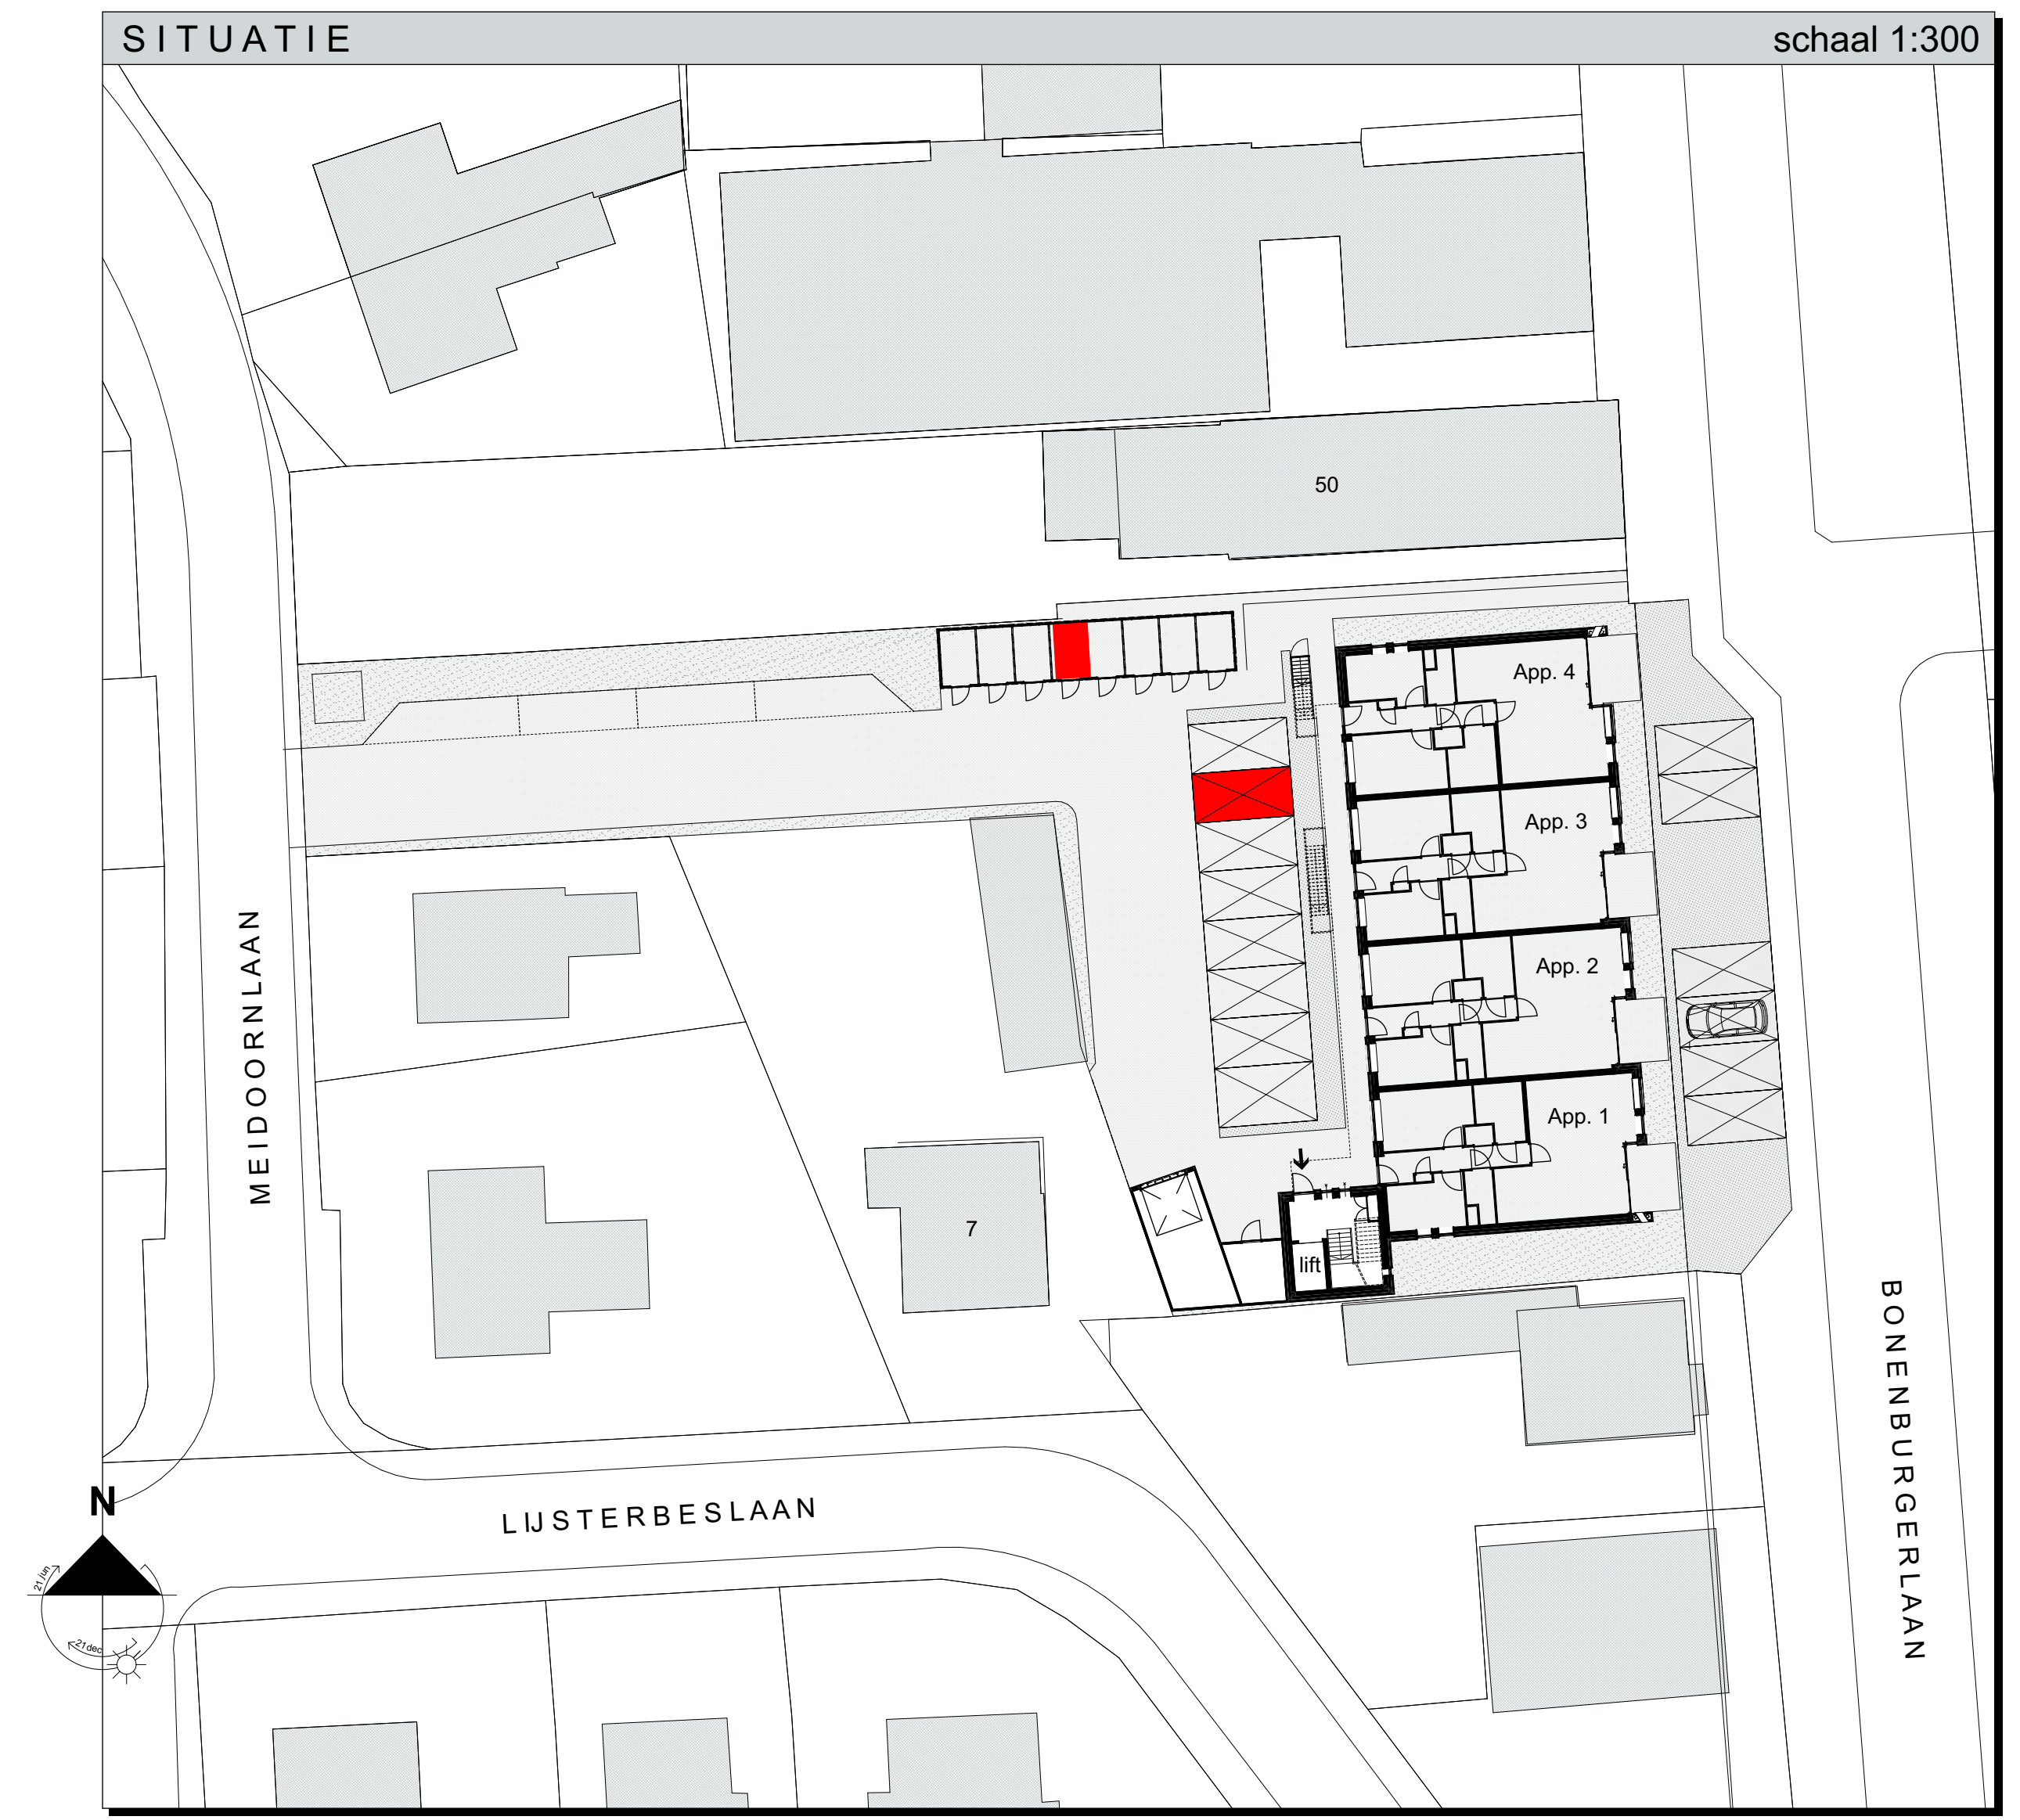 SITUATIE
schaal 1:300
50
App. 4
App. 3
App. 2
App. 1
MEIDOORNLAAN
7
lift
BONENBURGERLAAN
N
LIJSTERBESLAAN
21 jun
21 dec